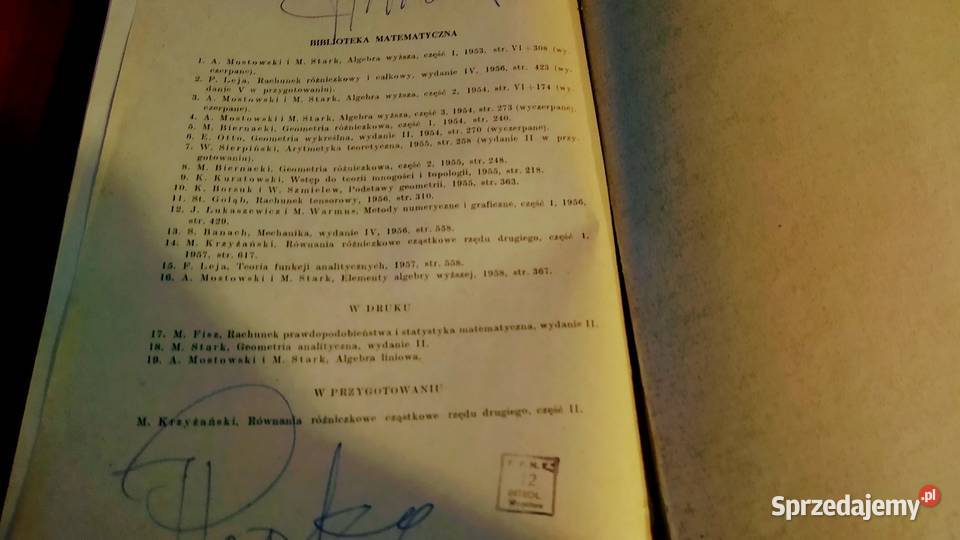 BIBLIOTEKA MATEMATYCZNA
1. A. Mostowski i M. Stark, Algebra wyższa, część 1, 1953, str. VI+308 (wy-
czerpane).
2. F. Leja, Rachunek różniczkowy i całkowy, wydanie IV, 1956, str. 423 (wy-
danie V w przygotowaniu).
3. A. Mostowski i M. Stark, Algebra wyższa, część 2, 1954, str. VI+174 (wy-
czerpane).
4. A. Mostowski i M. Stark, Algebra wyższa, część 3, 1954, str. 273 (wyczerpane).
5. M. Biernacki, Geometria różniczkowa, część 1, 1954, str. 240.
6. E. Otto, Geometria wykreślna, wydanie II, 1954, str. 270 (wyczerpane).
7. W. Sierpiński, Arytmetyka teoretyczna, 1955, str. 258 (wydanie II w przy-
gotowaniu).
8. M. Biernacki, Geometria różniczkowa, część 2, 1955, str. 248.
9. K. Kuratowski, Wstęp do teorii mnogości i topologii, 1955, str. 218.
10. K. Borsuk i W. Szmielew, Podstawy geometrii, 1955, str. 363.
11. St. Gołąb, Rachunek tensorowy, 1956, str. 310.
12. J. Łukaszewicz i M. Warmus, Metody numeryczne i graficzne, część 1, 1956,
str. 429.
13. S. Banach, Mechanika, wydanie IV, 1956, str. 558.
14. M. Krzyżański, Równania różniczkowe cząstkowe rzędu drugiego, część 1,
1957, str. 617.
15. F. Leja, Teoria funkcji analitycznych, 1957, str. 558.
16. A. Mostowski i M. Stark, Elementy algebry wyższej, 1958, str. 367.
W DRUKU
17. M. Fisz, Rachunek prawdopodobieństwa i statystyka matematyczna, wydanie II.
18. M. Stark, Geometria analityczna, wydanie II.
19. A. Mostowski i M. Stark, Algebra liniowa.
W PRZYGOTOWANIU
M. Krzyżański, Równania różniczkowe cząstkowe rzędu drugiego, część II.
12
Wrocław
Sprzedajemy.pl